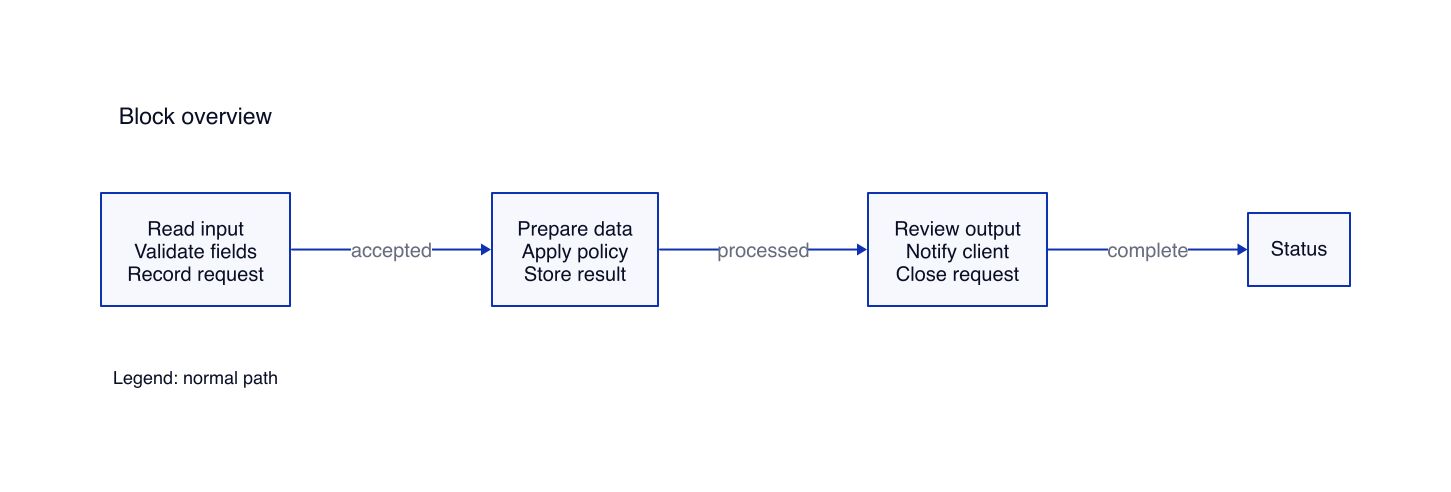 Block overview
Read input
Validate fields
Record request
accepted
Prepare data
Apply policy
Store result
processed
Review output
Notify client
Close request
complete
Status
Legend: normal path